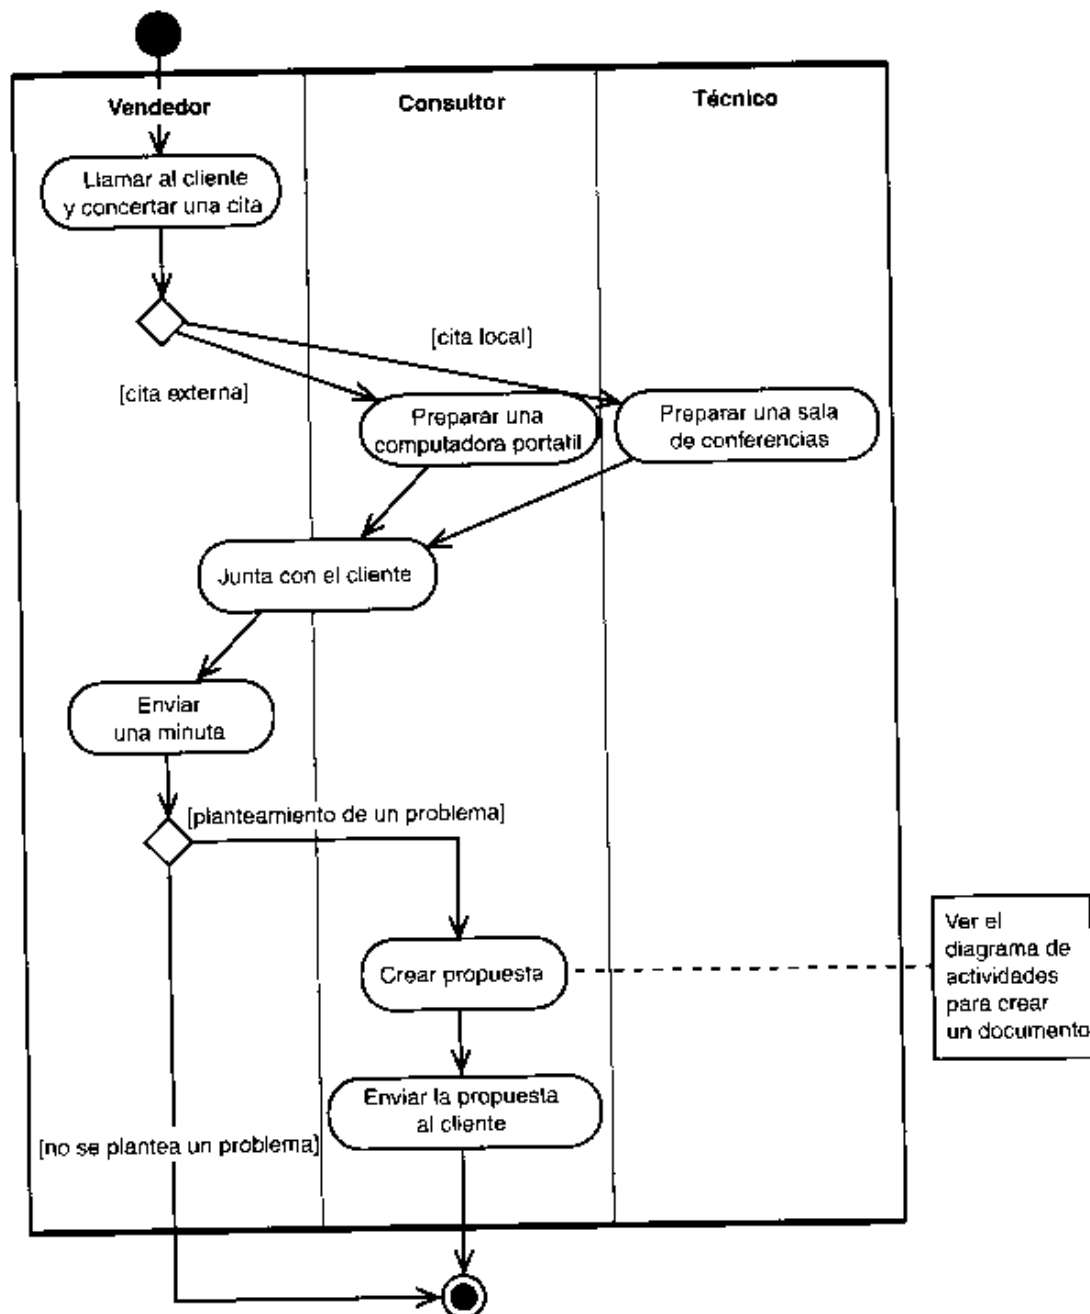 Vendedor
Consultor
Técnico
Llamar al cliente
y concertar una cita
[cita local]
[cita externa]
Preparar una
computadora portatil
Preparar una sala
de conferencias
Junta con el cliente
Enviar
una minuta
[planteamiento de un problema]
Crear propuesta
Ver el
diagrama de
actividades
para crear
un documento
Enviar la propuesta
al cliente
[no se plantea un problema]